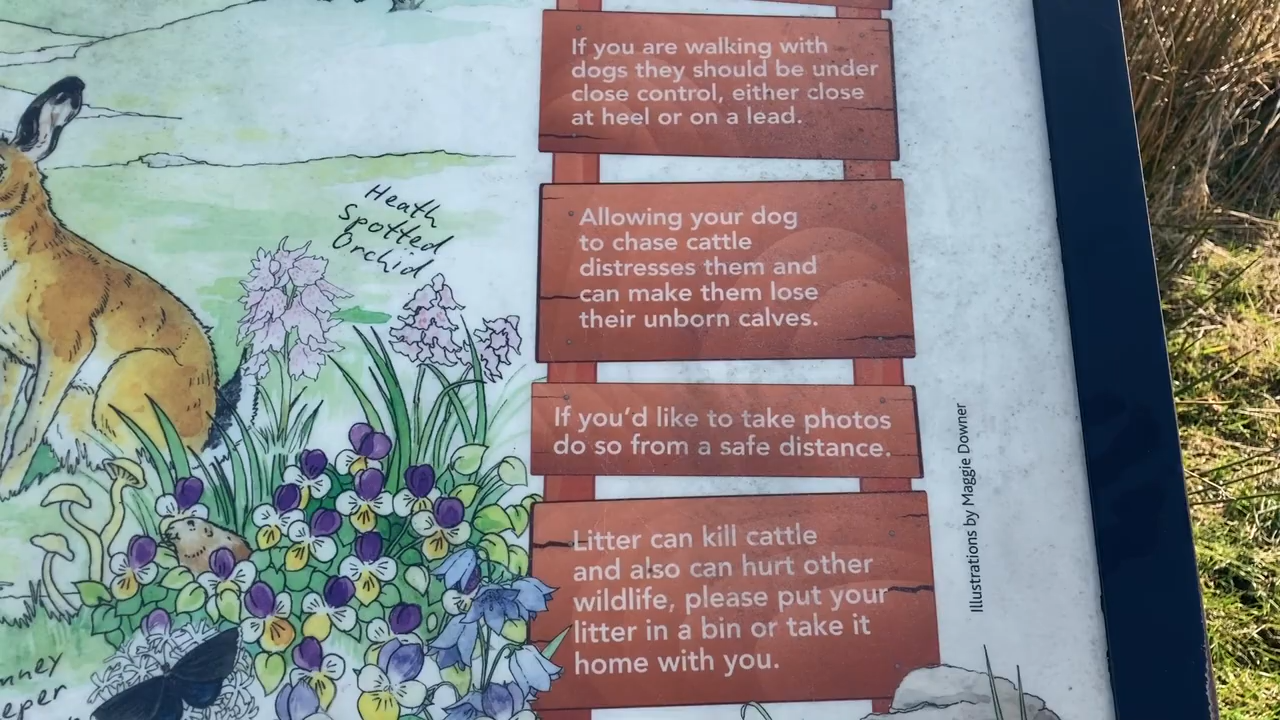 If you are walking with
dogs they should be under
close control, either close
at heel or on a lead.
Allowing your dog
to chase cattle
distresses them and
can make them lose
their unborn calves.
If you'd like to take photos
do so from a safe distance.
Litter can kill cattle
and also can hurt other
wildlife, please put your
litter in a bin or take it
home with you.
Heath
Spotted
Orchid
Illustrations by Maggie Downer